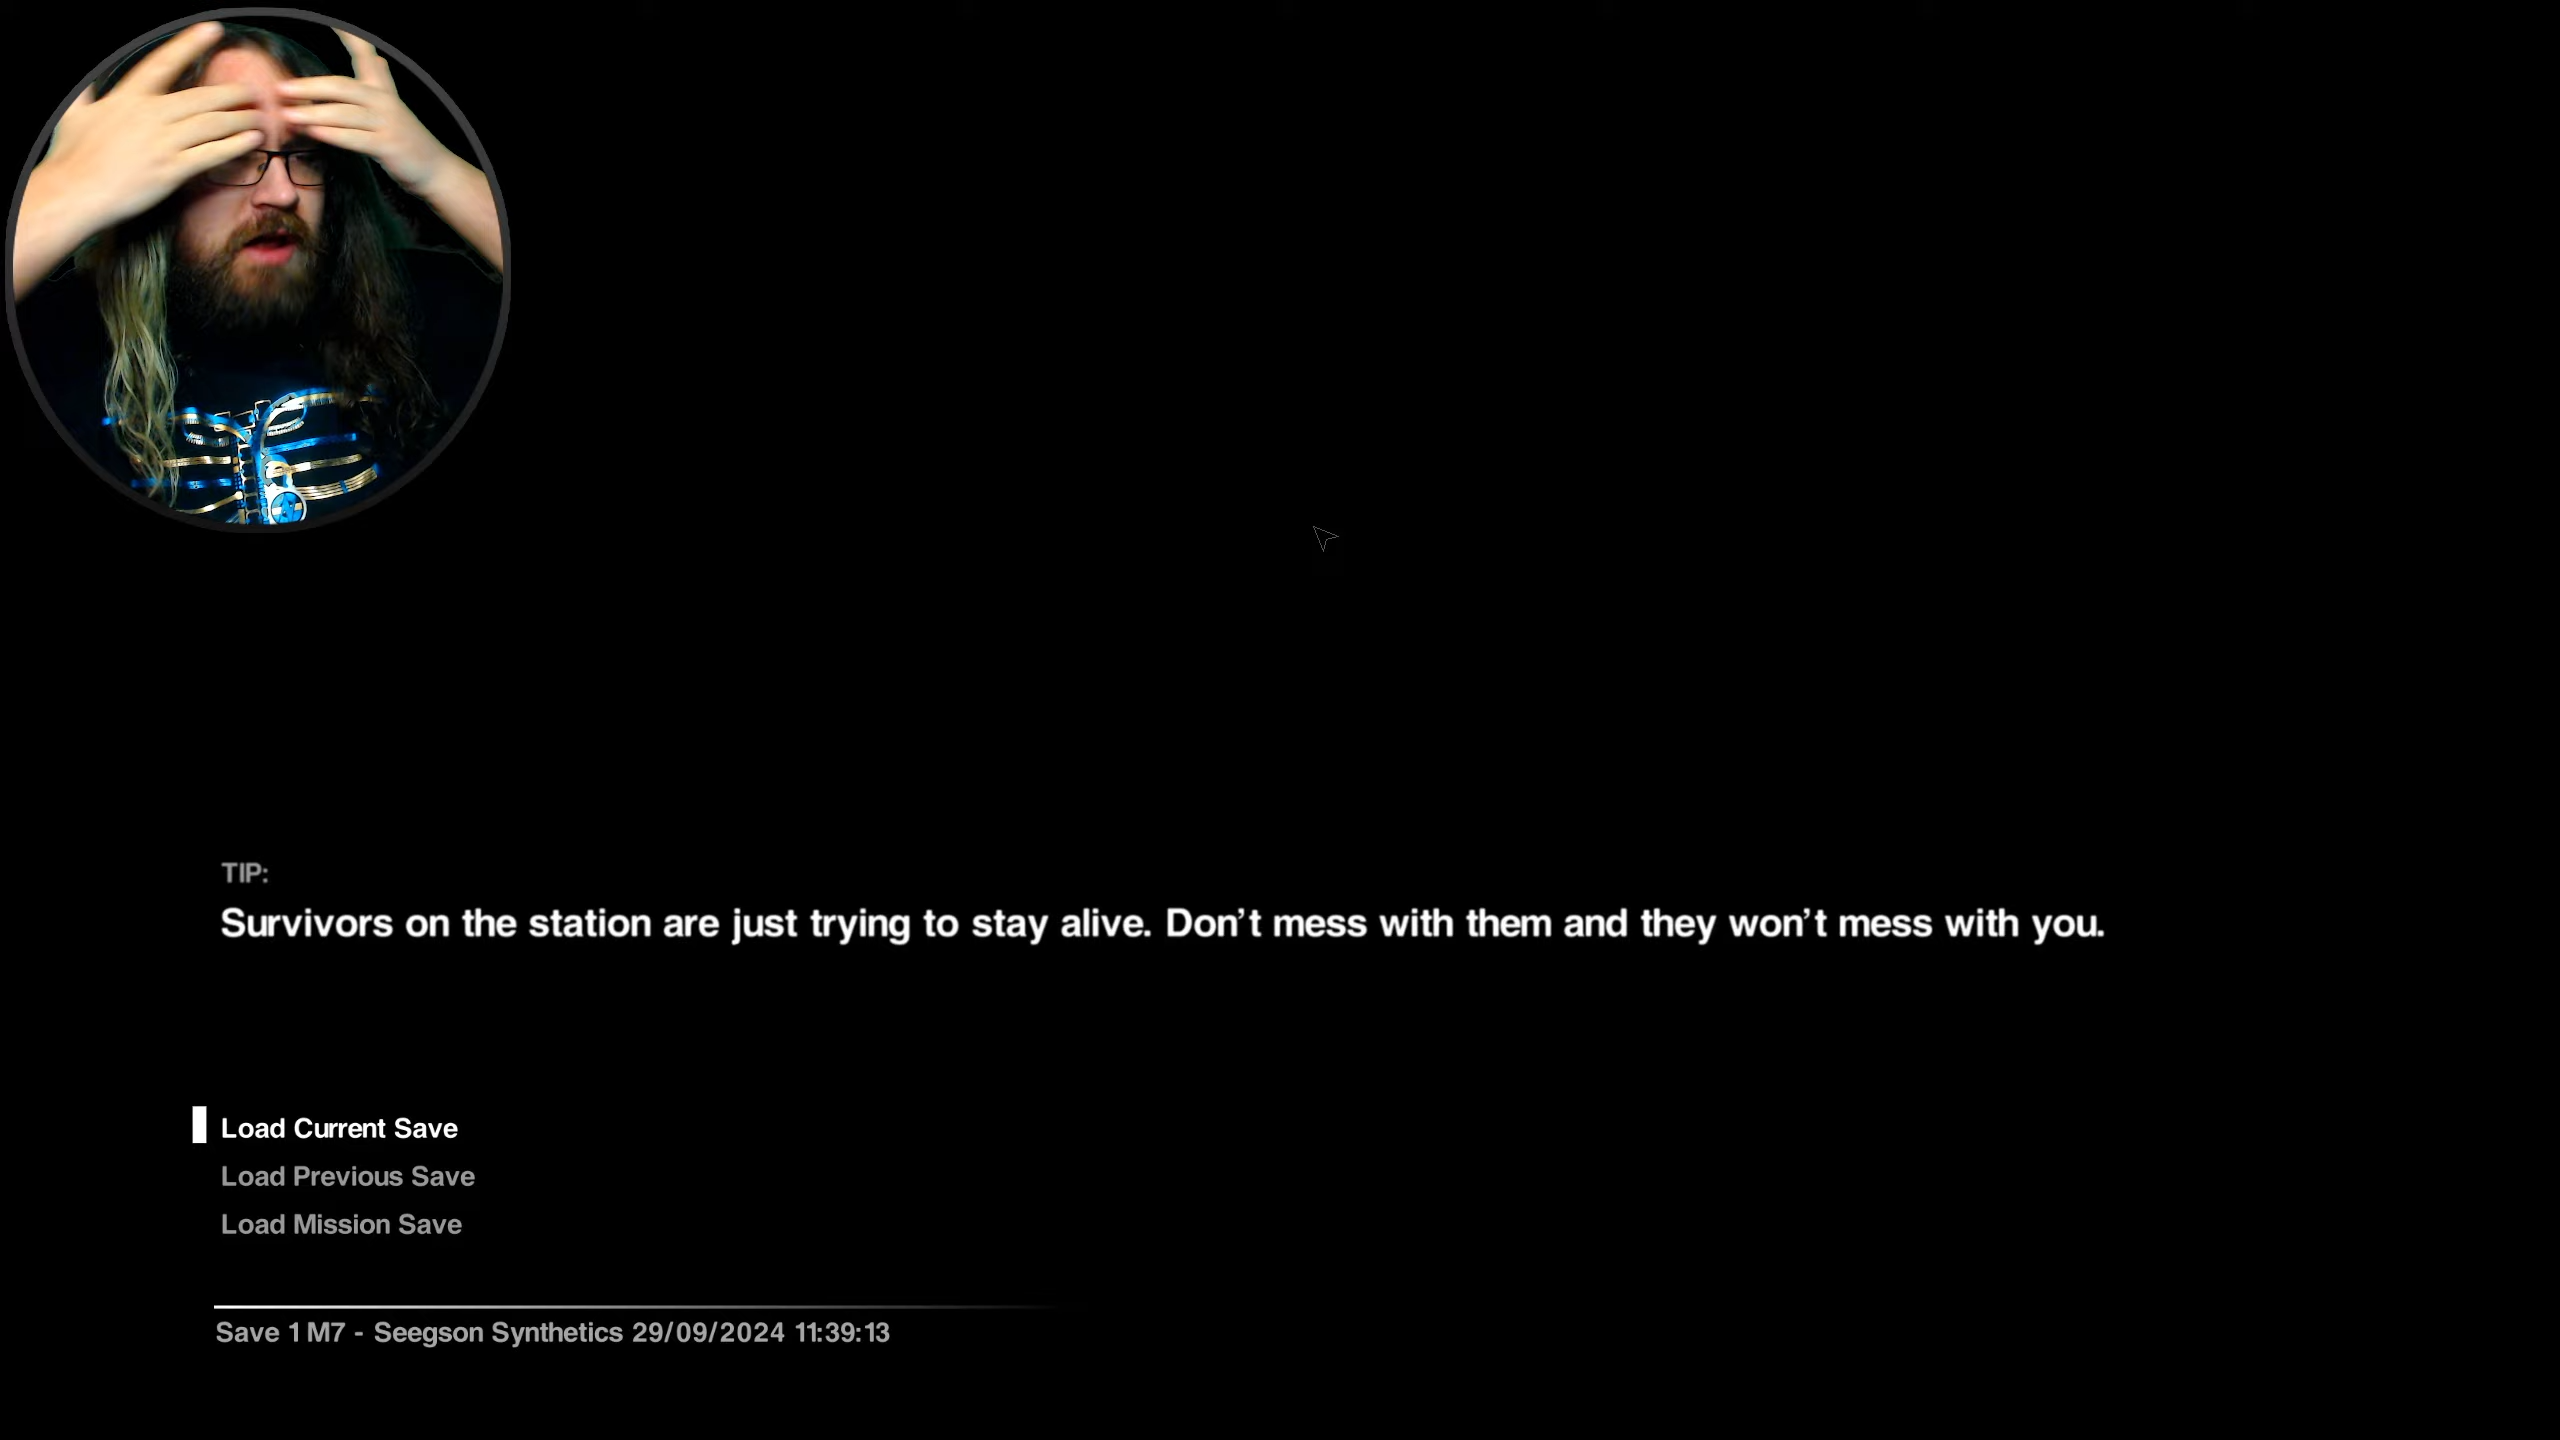 TIP:
Survivors on the station are just trying to stay alive. Don't mess with them and they won't mess with you.
Load Current Save
Load Previous Save
Load Mission Save
Save 1 M7 - Seegson Synthetics 29/09/2024 11:39:13